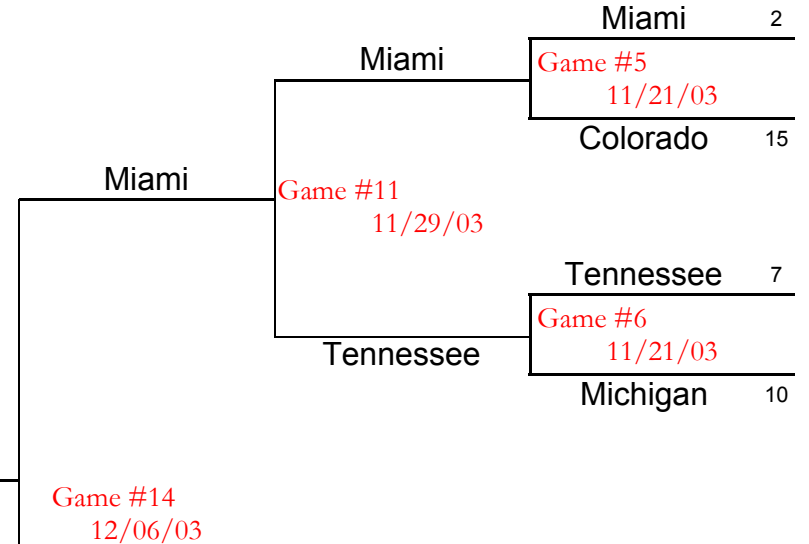 Miami 2
Miami
Game #5
11/21/03
Colorado 15
Miami
Game #11
11/29/03
Tennessee 7
Game #6
11/21/03
Tennessee
Michigan 10
Game #14
12/06/03